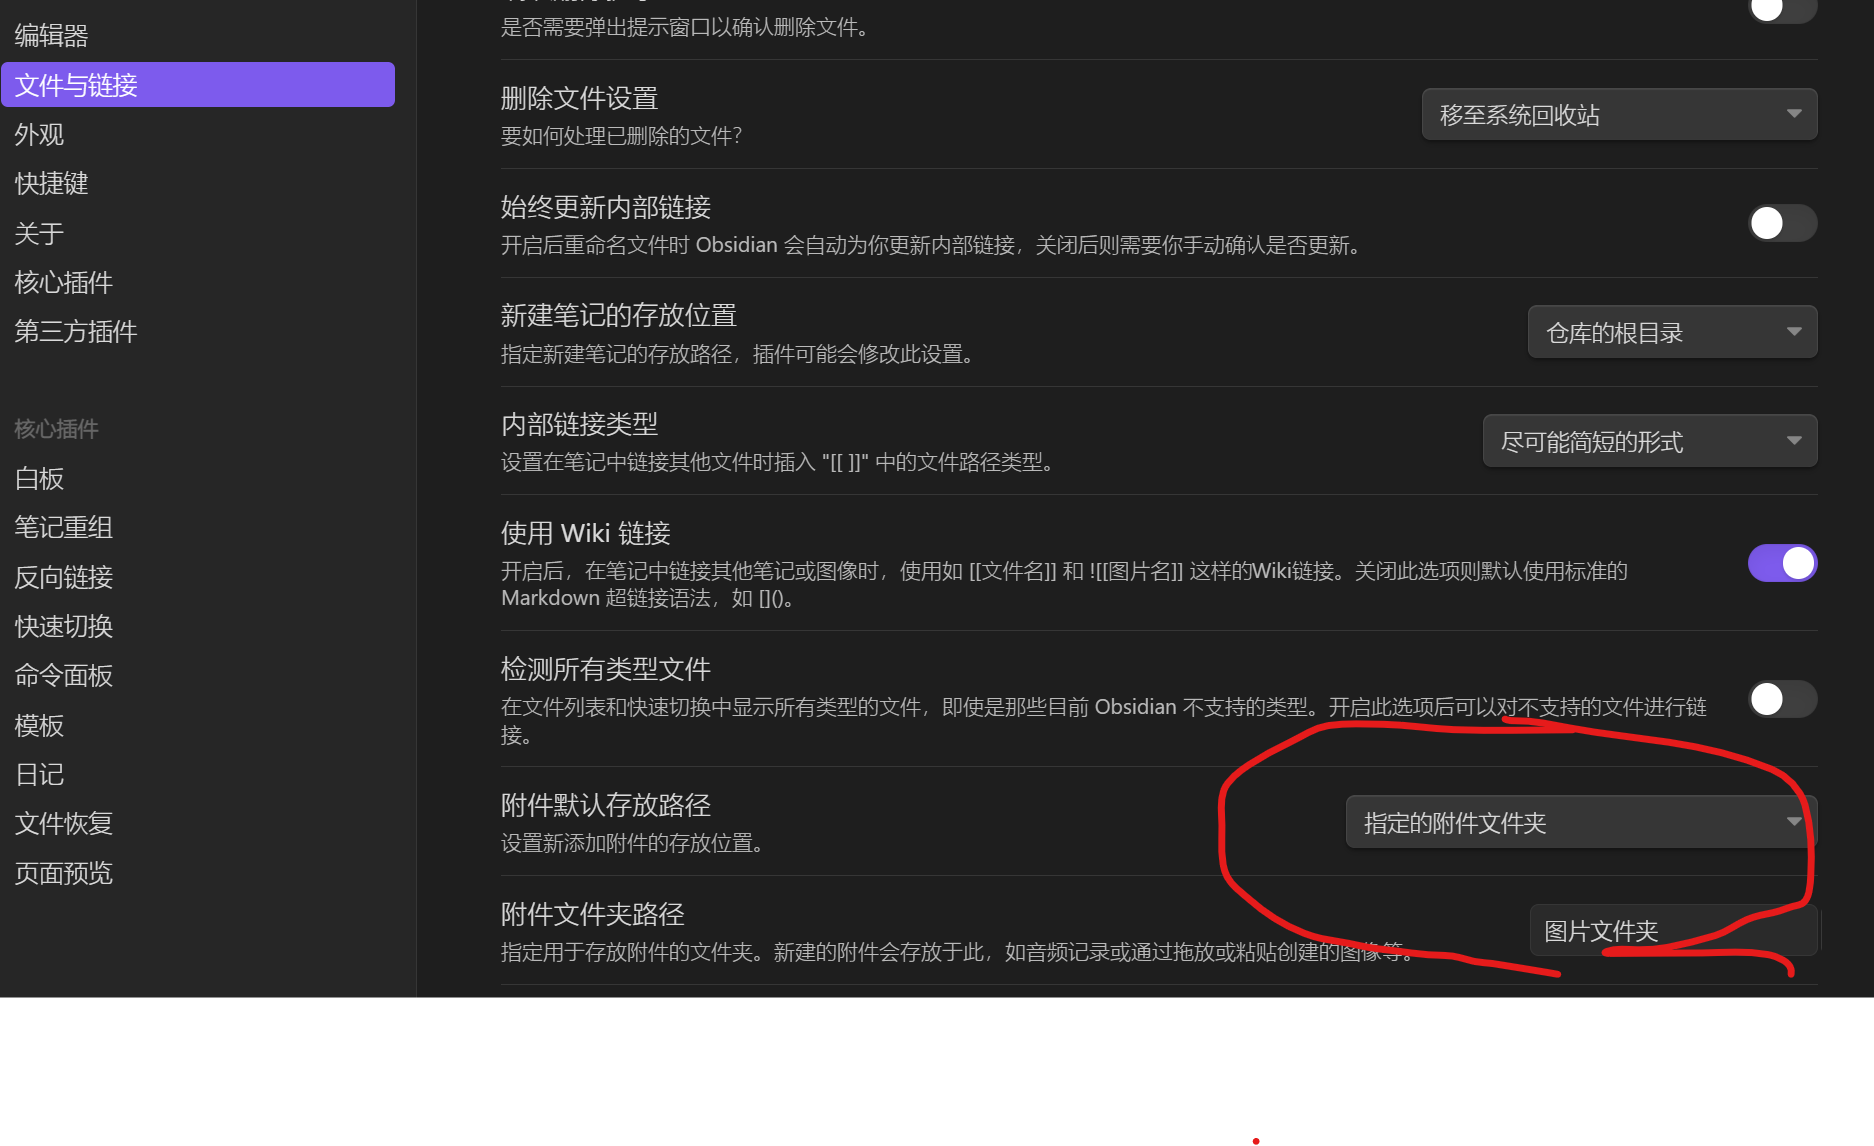 编辑器
文件与链接
外观
快捷键
关于
核心插件
第三方插件
核心插件
白板
笔记重组
反向链接
快速切换
命令面板
模板
日记
文件恢复
页面预览
是否需要弹出提示窗口以确认删除文件。
删除文件设置
要如何处理已删除的文件?
移至系统回收站
始终更新内部链接
开启后重命名文件时 Obsidian 会自动为你更新内部链接，关闭后则需要你手动确认是否更新。
新建笔记的存放位置
指定新建笔记的存放路径，插件可能会修改此设置。
仓库的根目录
内部链接类型
设置在笔记中链接其他文件时插入 "[[ ]]" 中的文件路径类型。
尽可能简短的形式
使用 Wiki 链接
开启后，在笔记中链接其他笔记或图像时，使用如 [[文件名]] 和 ![[图片名]] 这样的Wiki链接。关闭此选项则默认使用标准的
Markdown 超链接语法，如 []()。
检测所有类型文件
在文件列表和快速切换中显示所有类型的文件，即使是那些目前 Obsidian 不支持的类型。开启此选项后可以对不支持的文件进行链
接。
附件默认存放路径
设置新添加附件的存放位置。
指定的附件文件夹
附件文件夹路径
指定用于存放附件的文件夹。新建的附件会存放于此，如音频记录或通过拖放或粘贴创建的图像等。
图片文件夹